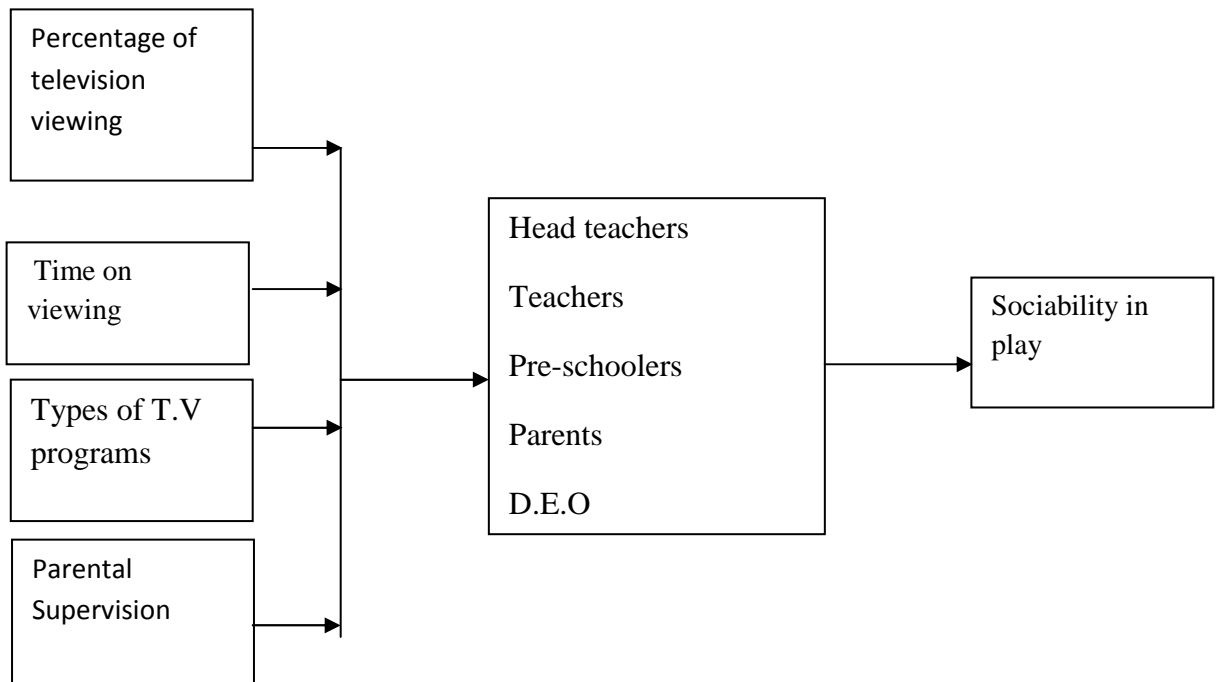 Percentage of
television
viewing
Time on
viewing
Types of T.V
programs
Parental
Supervision
Head teachers
Teachers
Pre-schoolers
Parents
D.E.O
Sociability in
play